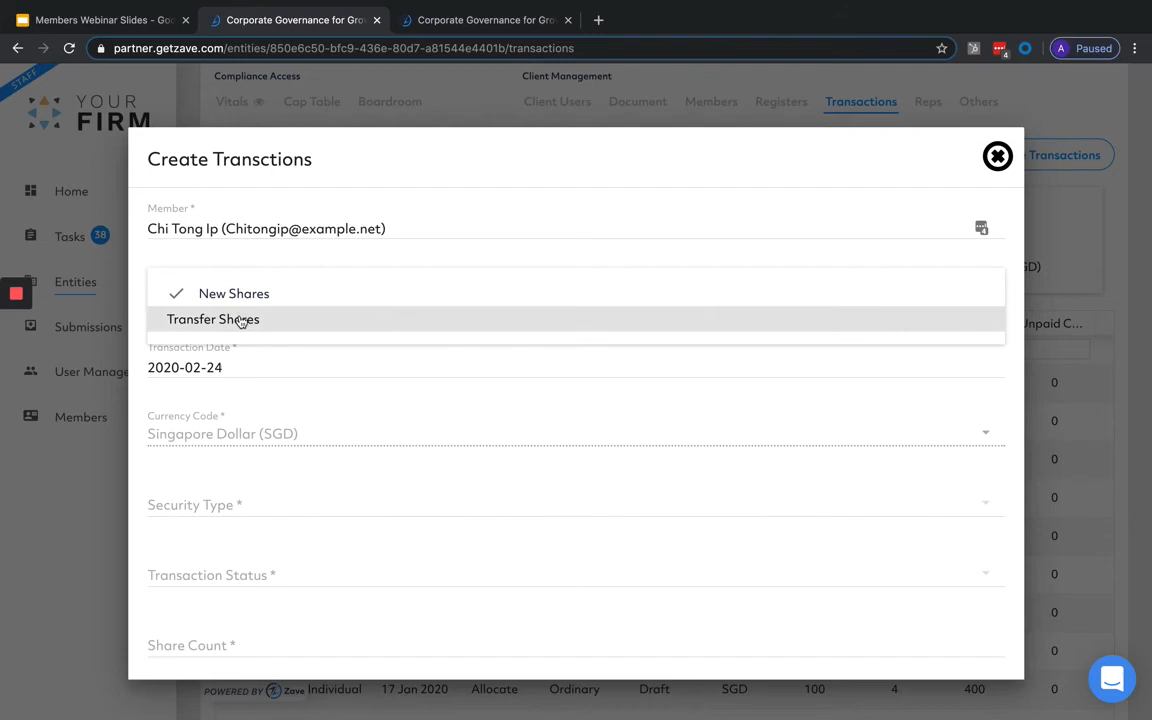 Members Webinar Slides - Goo
Corporate Governance for Grow
Corporate Governance for Grow
partner.getzave.com/entities/850e6c50-bfc9-436e-80d7-a81544e4401b/transactions
4
A Paused
STAFF
YOUR
FIRM
Home
Tasks 38
Entities
Submissions
User Manage
Members
Compliance Access
Client Management
Vitals Cap Table Boardroom
Client Users Document Members Registers Transactions Reps Others
Transactions
Create Transctions
Member *
Chi Tong Ip (Chitongip@example.net)
4
New Shares
Transfer Shares
Transaction Date *
2020-02-24
Currency Code *
Singapore Dollar (SGD)
Security Type *
Transaction Status *
Share Count *
GD)
Unpaid C...
0
0
0
0
0
0
0
0
POWERED BY Zave
Individual 17 Jan 2020 Allocate Ordinary Draft SGD 100 4 400 0